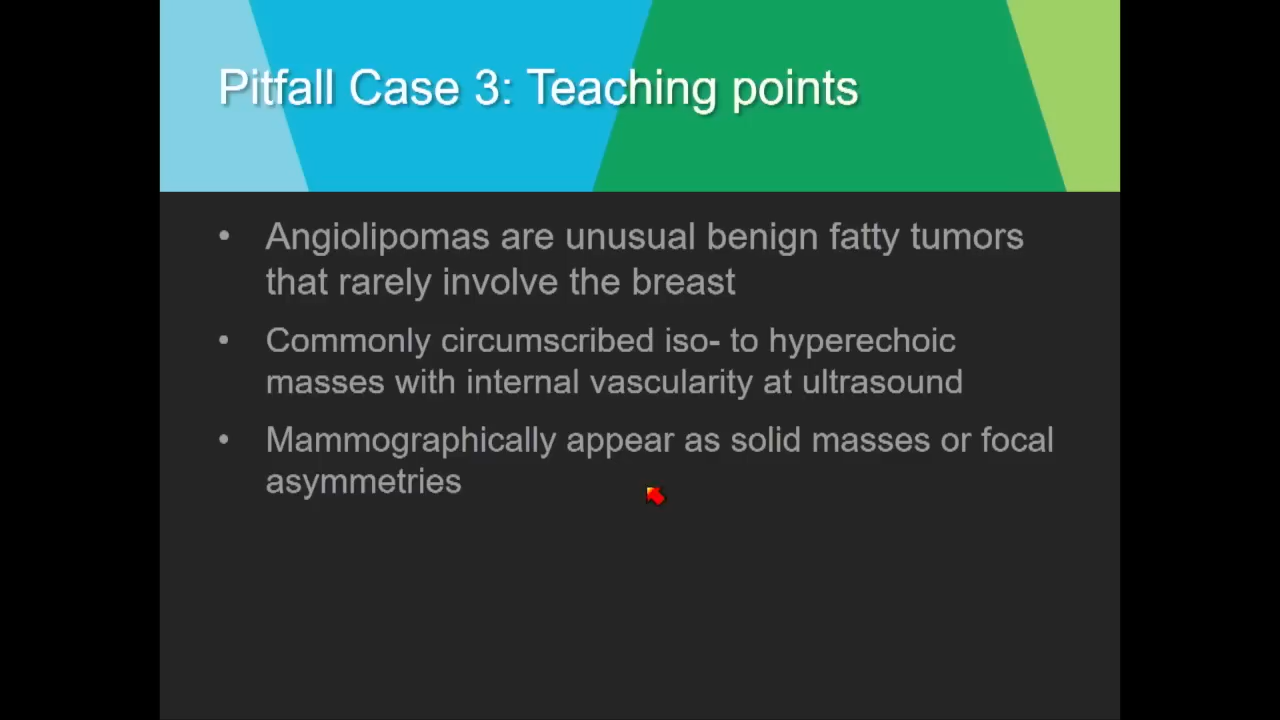 Pitfall Case 3: Teaching points
• Angiolipomas are unusual benign fatty tumors
that rarely involve the breast
• Commonly circumscribed iso- to hyperechoic
masses with internal vascularity at ultrasound
• Mammographically appear as solid masses or focal
asymmetries